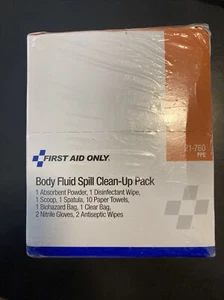 21-760
PPE
FIRST AID ONLY
Body Fluid Spill Clean-Up Pack
1 Absorbent Powder, 1 Disinfectant Wipe,
1 Scoop, 1 Spatula, 10 Paper Towels,
1 Biohazard Bag, 1 Clear Bag,
2 Nitrile Gloves, 2 Antiseptic Wipes